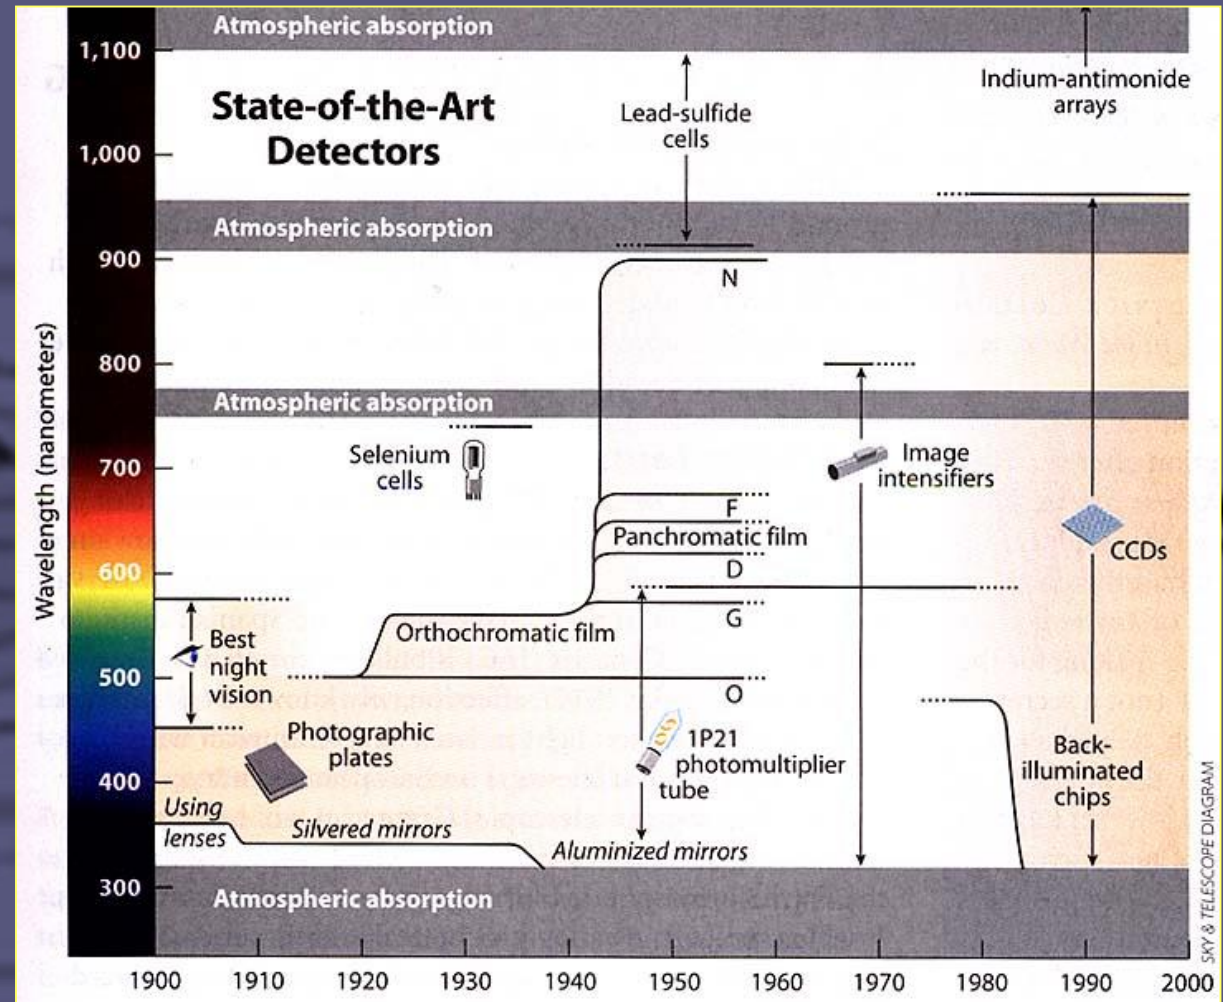 Atmospheric absorption
1,100
State-of-the-Art
Detectors
Lead-sulfide
cells
Indium-antimonide
arrays
1,000
Atmospheric absorption
900
N
800
Atmospheric absorption
Selenium
cells
Image
intensifiers
700
F
Panchromatic film
CCDs
600
D
G
Orthochromatic film
Best
night
vision
500
O
Photographic
plates
1P21
photomultiplier
tube
Back-
illuminated
chips
400
Using
lenses
Silvered mirrors
Aluminized mirrors
300
Atmospheric absorption
Wavelength (nanometers)
1900 1910 1920 1930 1940 1950 1960 1970 1980 1990 2000
SKY & TELESCOPE DIAGRAM